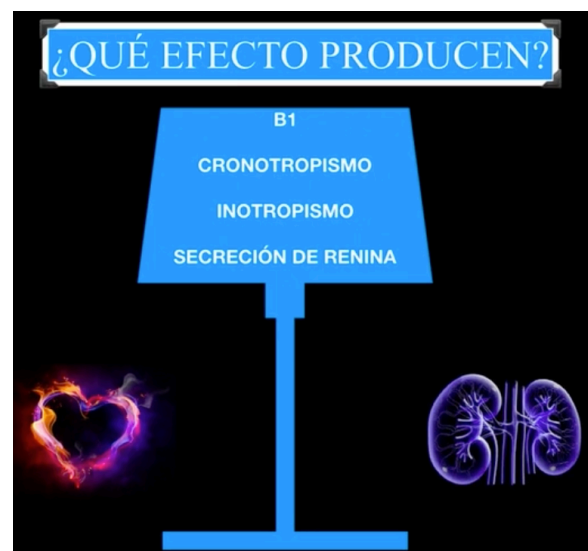 ¿QUÉ EFECTO PRODUCEN?
B1
CRONOTROPISMO
INOTROPISMO
SECRECIÓN DE RENINA